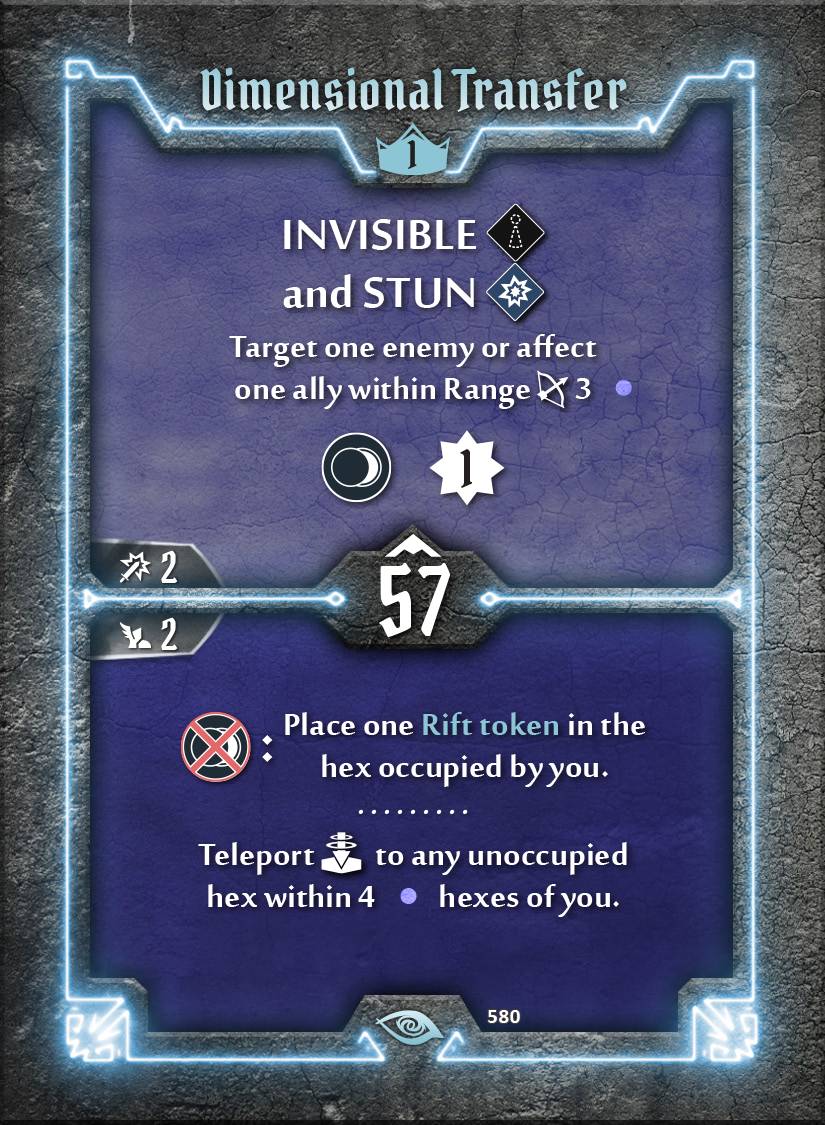 Dimensional Transfer
1
INVISIBLE
and STUN
Target one enemy or affect
one ally within Range 3
1
2
57
2
: Place one Rift token in the
hex occupied by you.
.........
Teleport to any unoccupied
hex within 4 hexes of you.
580